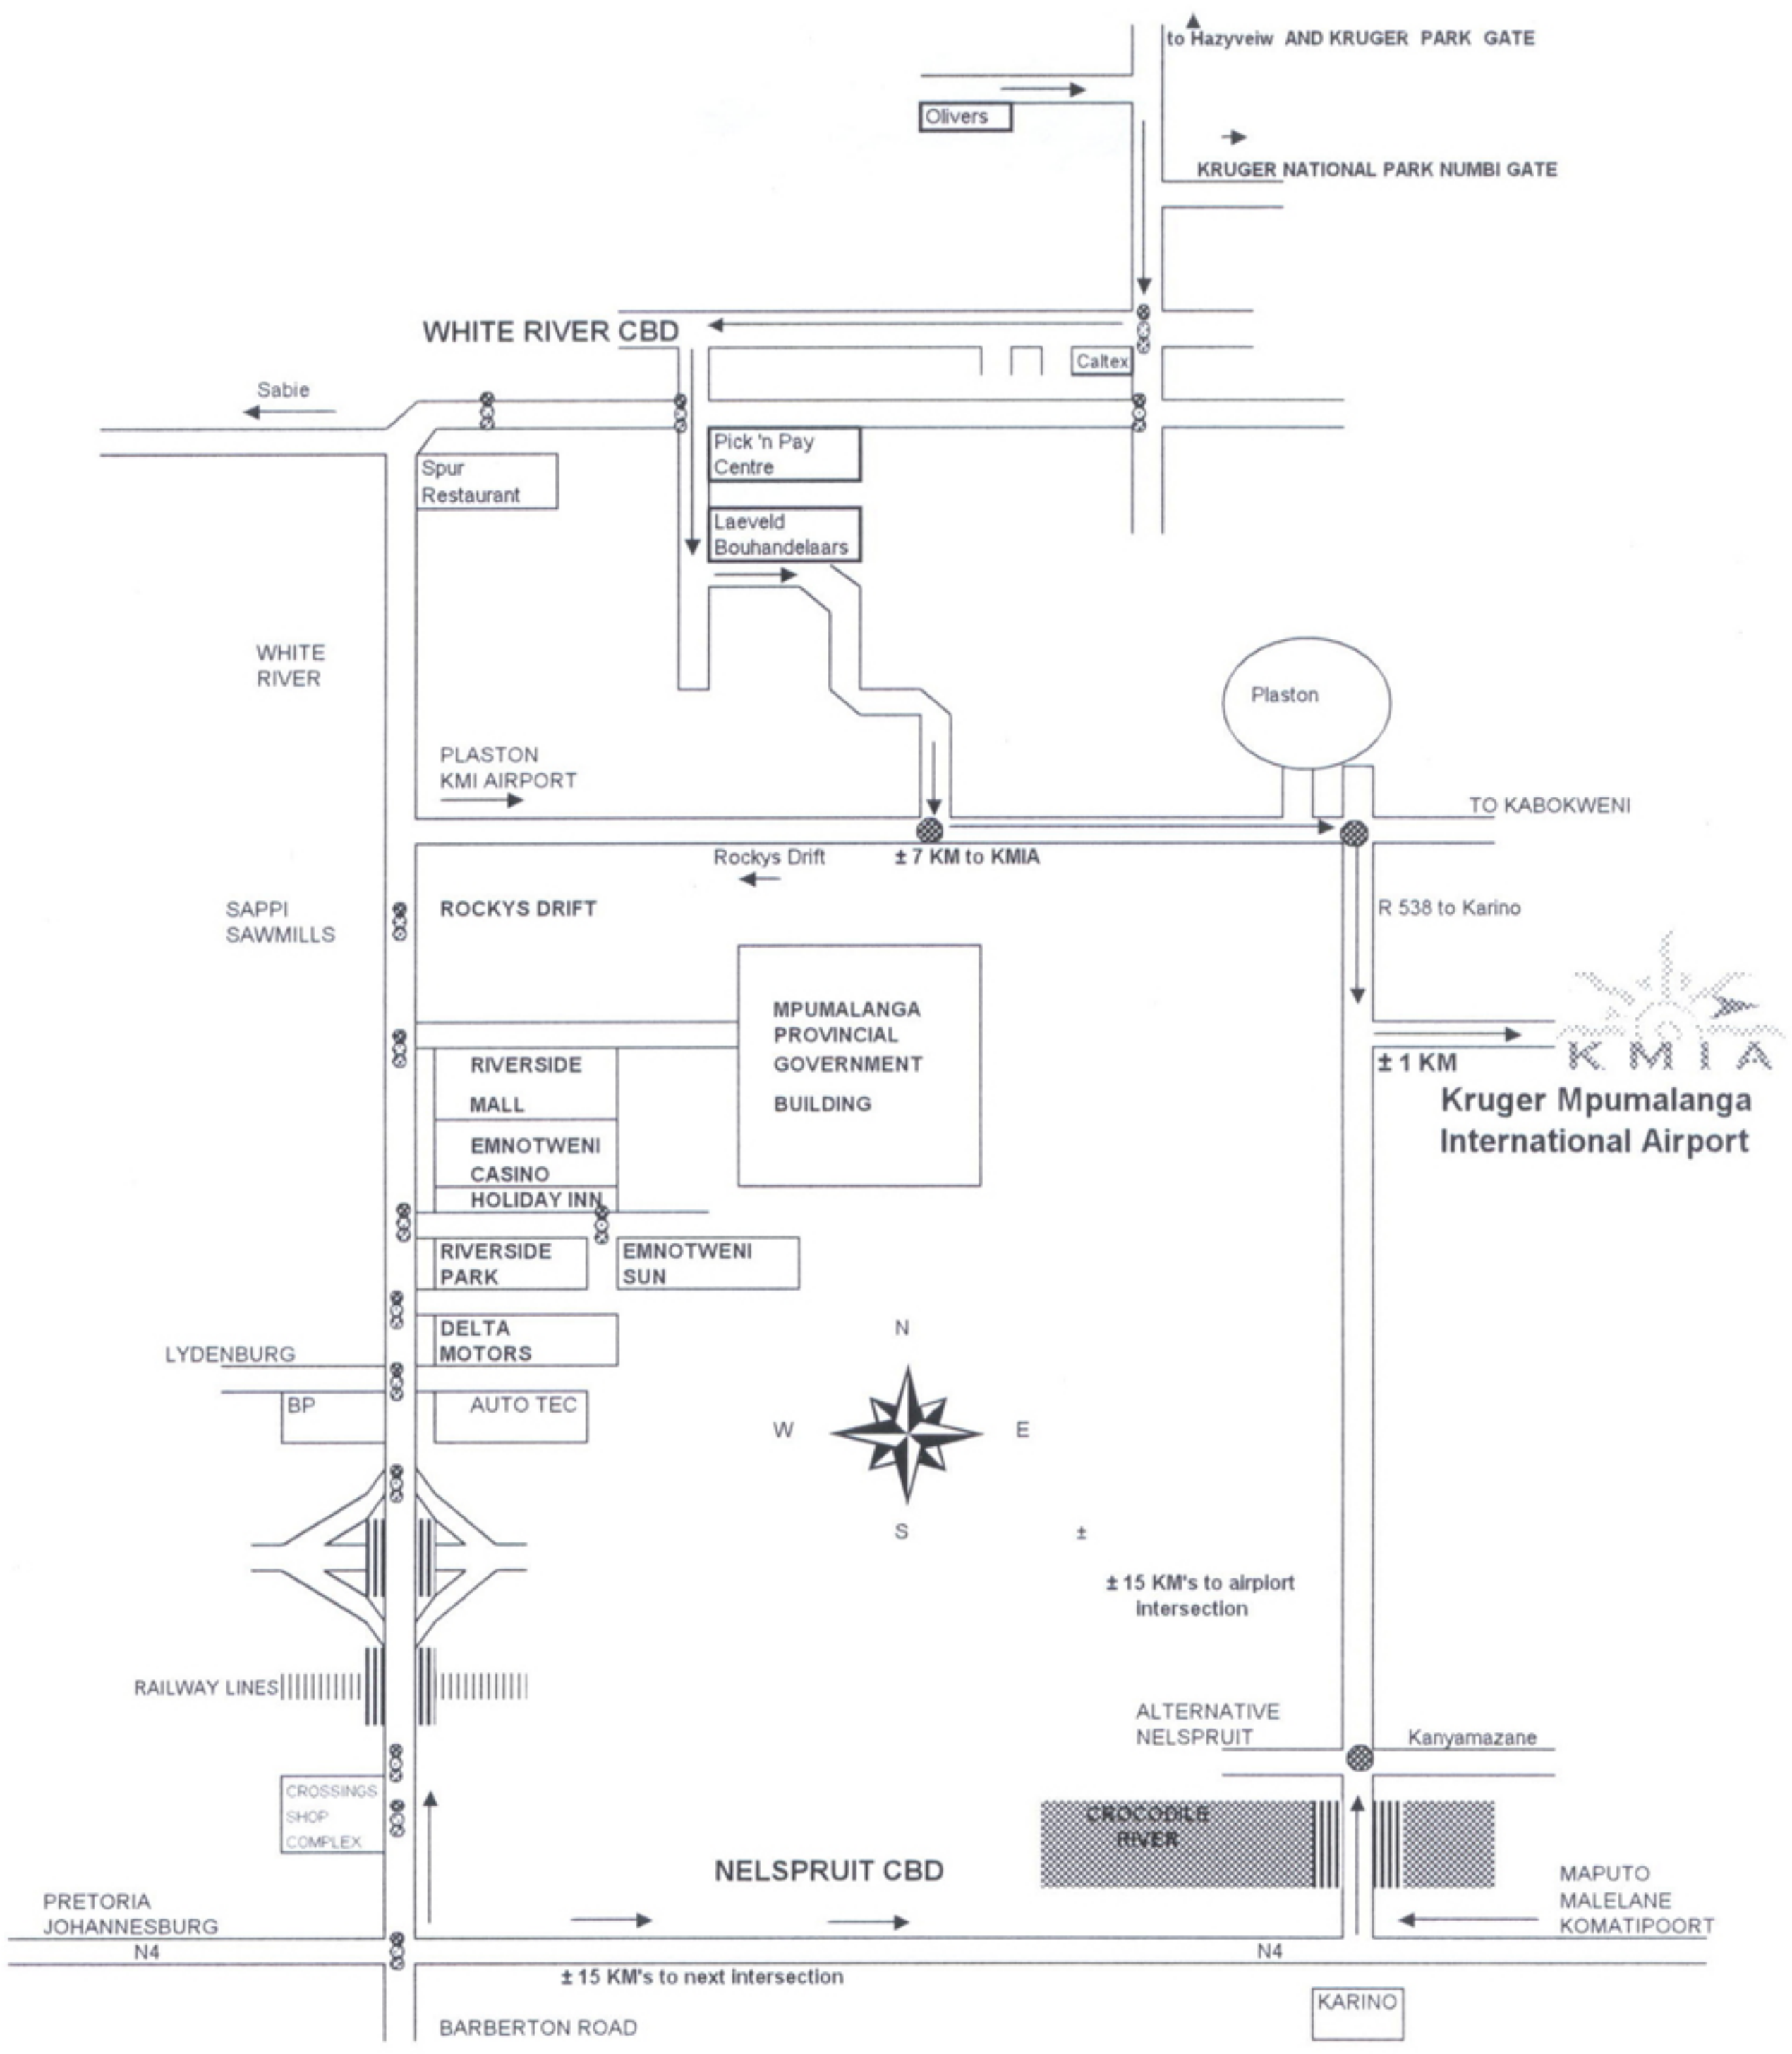 to Hazyveiw AND KRUGER PARK GATE
Olivers
KRUGER NATIONAL PARK NUMBI GATE
WHITE RIVER CBD
Caltex
Sabie
Pick 'n Pay
Centre
Spur
Restaurant
Laeveld
Bouhandelaars
WHITE
RIVER
Plaston
PLASTON
KMI AIRPORT
TO KABOKWENI
Rockys Drift
± 7 KM to KMIA
SAPPI
SAWMILLS
ROCKYS DRIFT
R 538 to Karino
MPUMALANGA
PROVINCIAL
GOVERNMENT
BUILDING
KMIA
± 1 KM
Kruger Mpumalanga
International Airport
RIVERSIDE
MALL
EMNOTWENI
CASINO
HOLIDAY INN
RIVERSIDE
PARK
EMNOTWENI
SUN
DELTA
MOTORS
LYDENBURG
BP
AUTO TEC
N
W
E
S
±
± 15 KM's to airplort
intersection
RAILWAY LINES
ALTERNATIVE
NELSPRUIT
Kanyamazane
CROSSINGS
SHOP
COMPLEX
CROCODILE
RIVER
NELSPRUIT CBD
MAPUTO
MALELANE
KOMATIPOORT
PRETORIA
JOHANNESBURG
N4
N4
± 15 KM's to next intersection
KARINO
BARBERTON ROAD